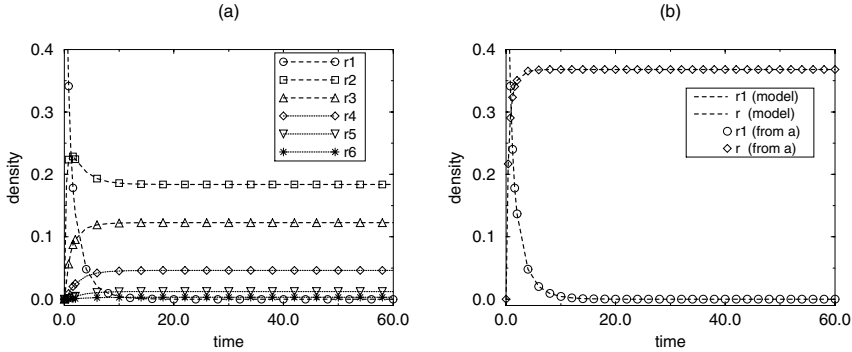 (a)
(b)
0.4
0.3
0.2
0.1
0.0
density
r1
r2
r3
r4
r5
r6
0.0
20.0
40.0
60.0
time
0.4
0.3
0.2
0.1
0.0
density
r1 (model)
r (model)
r1 (from a)
r (from a)
0.0
20.0
40.0
60.0
time